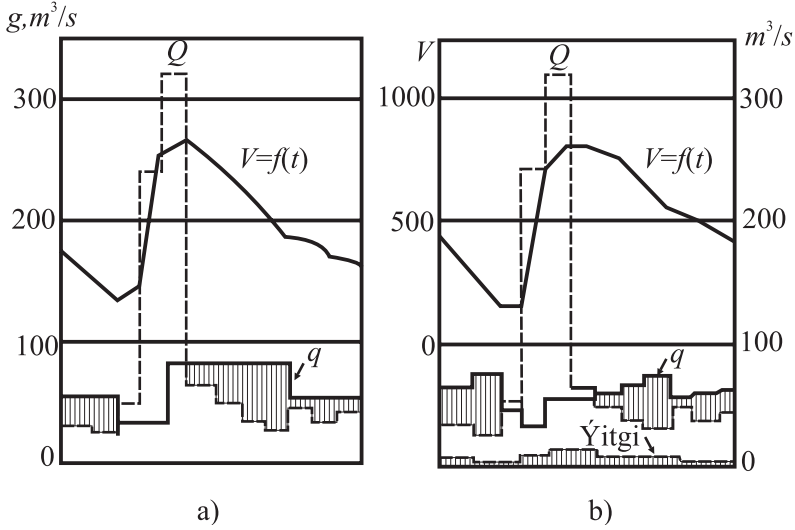 g,m³/s
Q
300
V=f(t)
200
100
q
0
a)
V
m³/s
Q
1000
300
V=f(t)
500
200
0
100
q
Ýitgi
0
b)